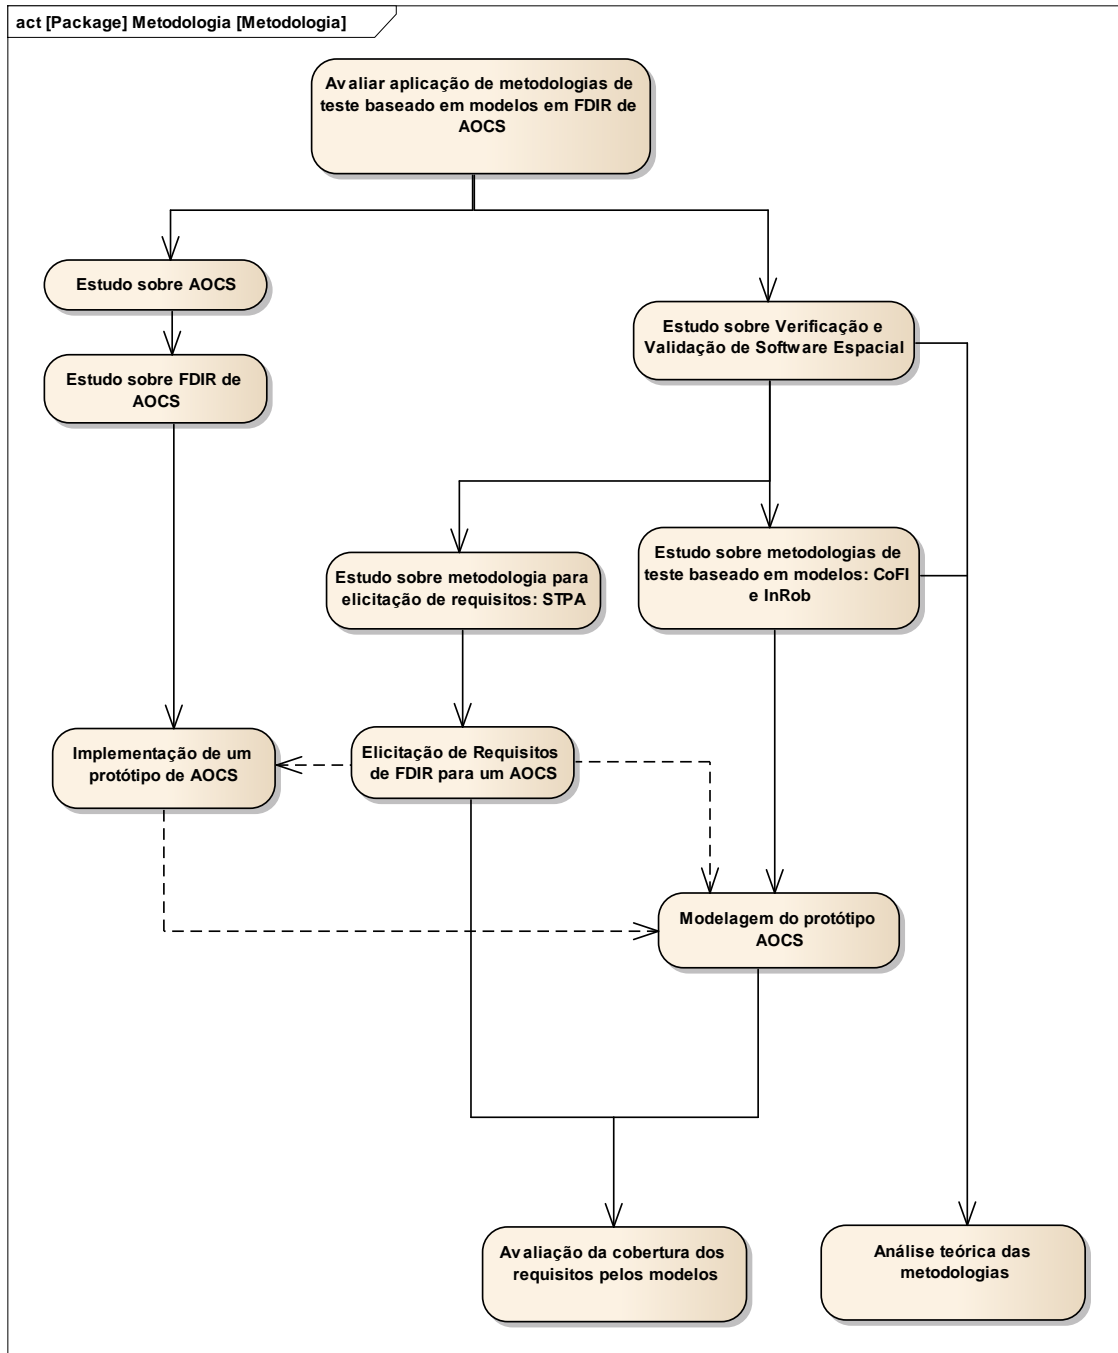 act [Package] Metodologia [Metodologia]
Avaliar aplicação de metodologias de
teste baseado em modelos em FDIR de
AOCS
Estudo sobre AOCS
Estudo sobre Verificação e
Validação de Software Espacial
Estudo sobre FDIR de
AOCS
Estudo sobre metodologia para
elicitação de requisitos: STPA
Estudo sobre metodologias de
teste baseado em modelos: CoFI
e InRob
Implementação de um
protótipo de AOCS
Elicitação de Requisitos
de FDIR para um AOCS
Modelagem do protótipo
AOCS
Avaliação da cobertura dos
requisitos pelos modelos
Análise teórica das
metodologias